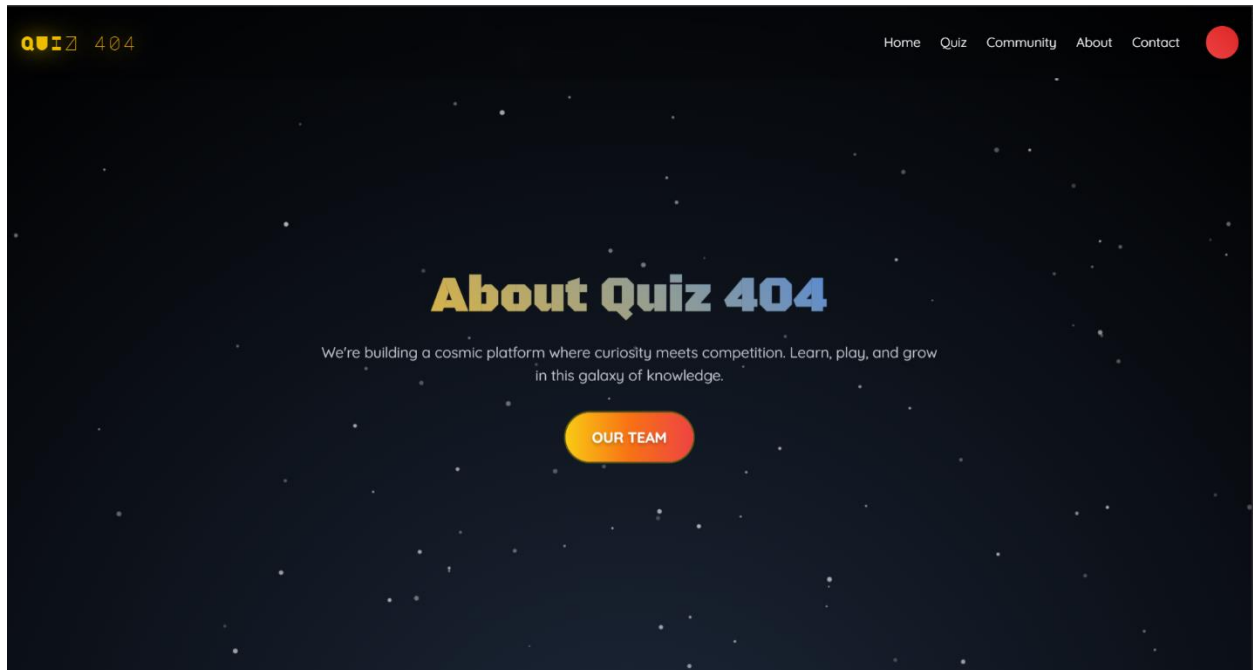 QUIZ 404
Home Quiz Community About Contact
About Quiz 404
We're building a cosmic platform where curiosity meets competition. Learn, play, and grow
in this galaxy of knowledge.
OUR TEAM